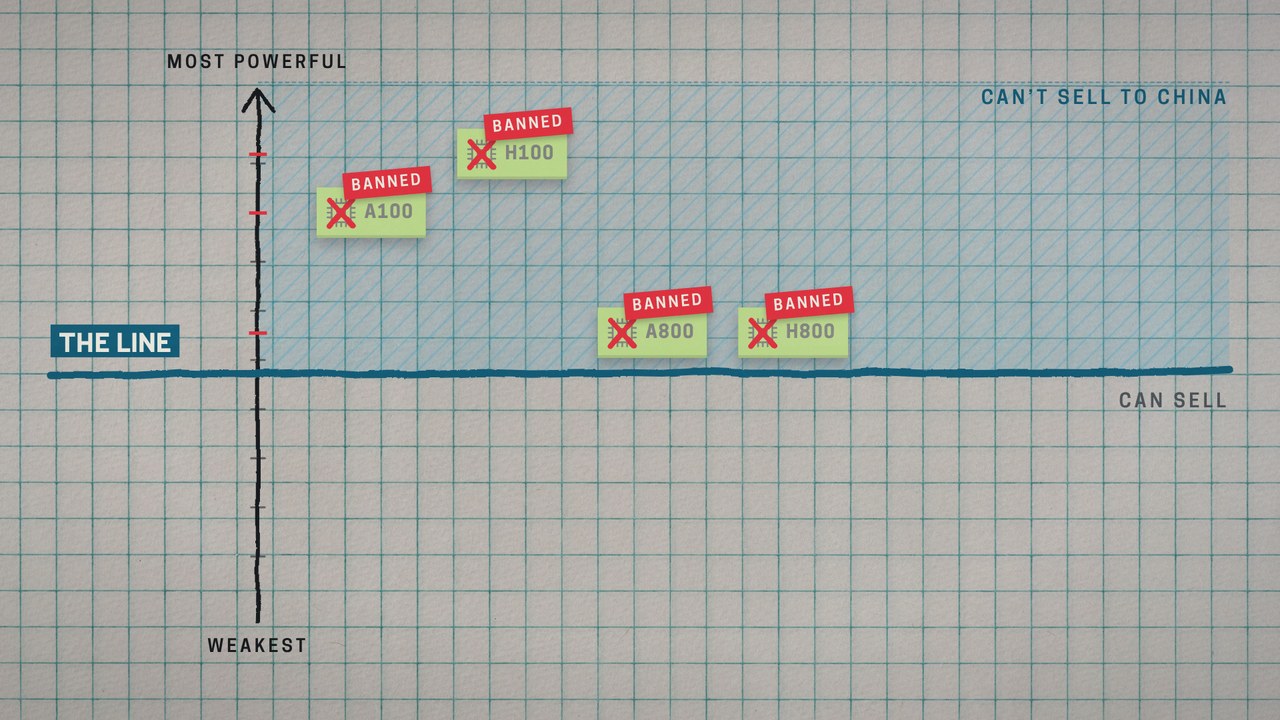 MOST POWERFUL
CAN'T SELL TO CHINA
BANNED
H100
BANNED
A100
BANNED
A800
BANNED
H800
THE LINE
CAN SELL
WEAKEST